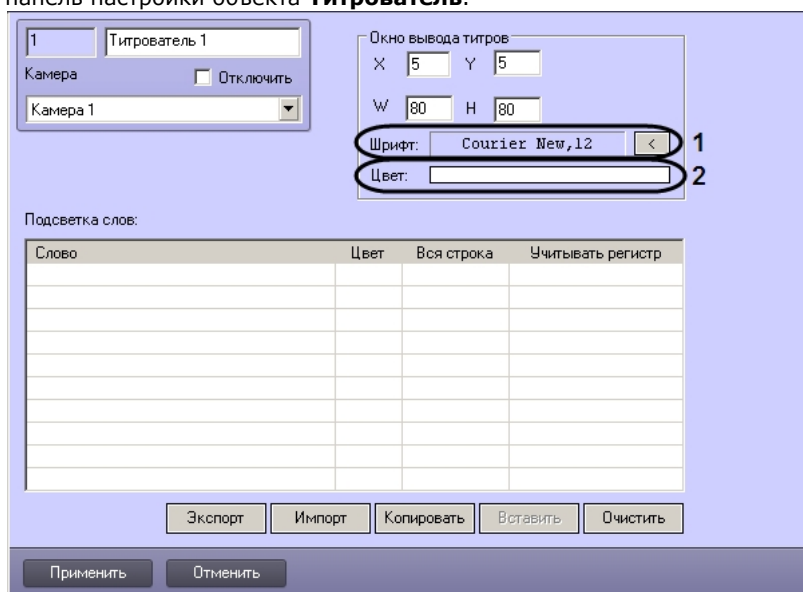 панель настройки объекта Титрователь.
1 Титрователь 1
Камера Отключить
Камера 1
Окно вывода титров
X 5 Y 5
W 80 H 80
Шрифт: Courier New,12 < 1
Цвет: 2
Подсветка слов:
Слово Цвет Вся строка Учитывать регистр
Экспорт Импорт Копировать Вставить Очистить
Применить Отменить